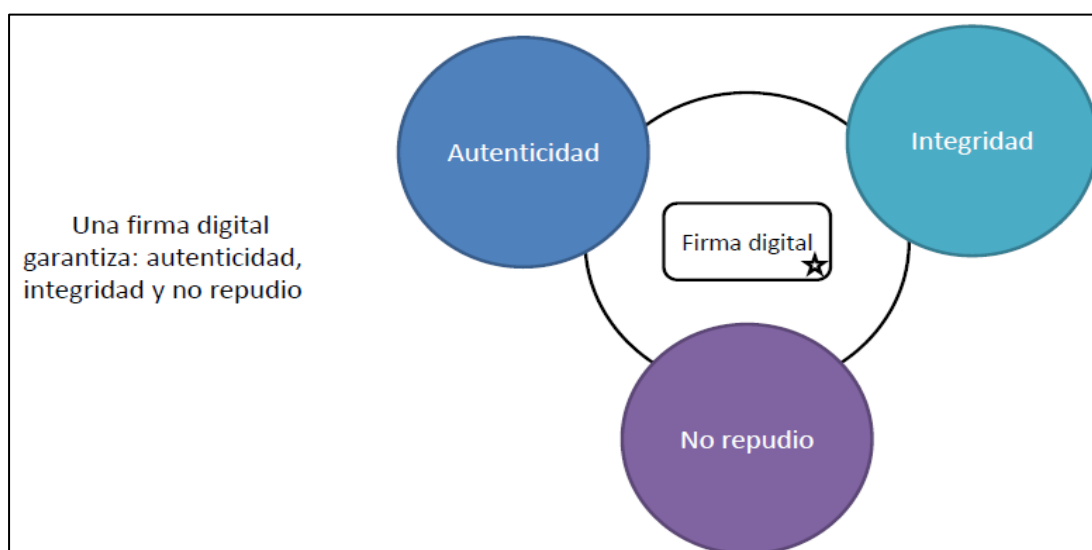 Autenticidad
Integridad
Una firma digital
garantiza: autenticidad,
integridad y no repudio
Firma digital
No repudio